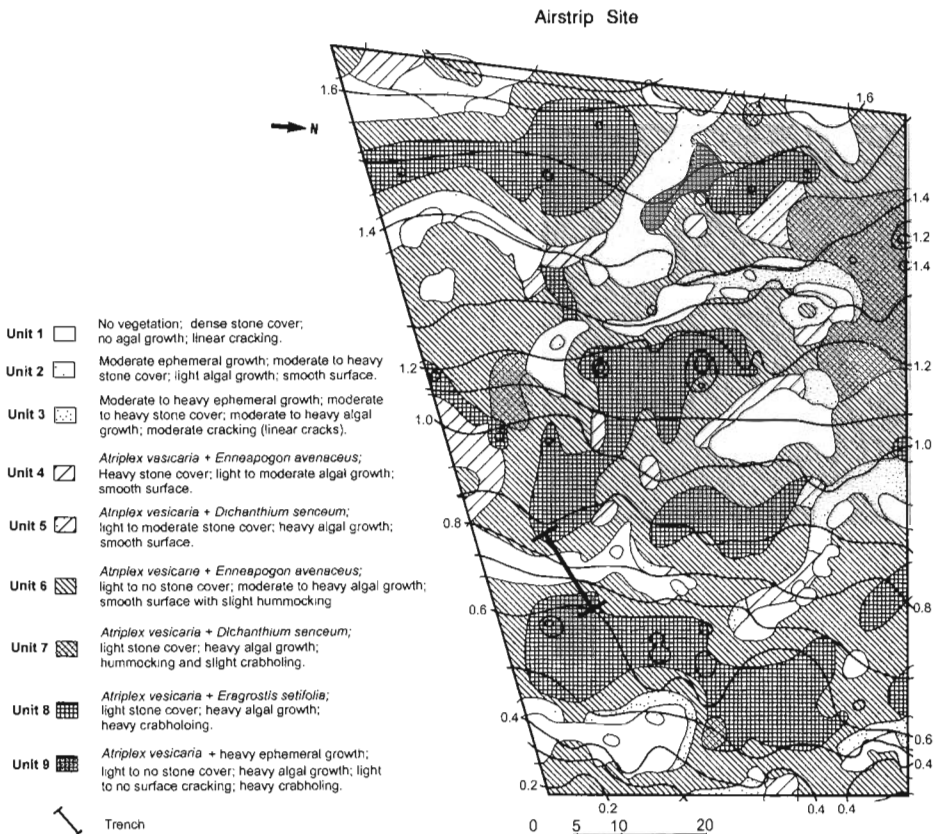 Airstrip Site
1.6
1.6
N
1.4
1.4
1.2
1.4
1.2
1.2
1.0
1.0
0.8
0.8
0.6
0.4
0.6
0.4
0.2
0.2
0.4 0.4
Unit 1 No vegetation; dense stone cover;
no agal growth; linear cracking.
Unit 2 Moderate ephemeral growth; moderate to heavy
stone cover; light algal growth; smooth surface.
Unit 3 Moderate to heavy ephemeral growth; moderate
to heavy stone cover; moderate to heavy algal
growth; moderate cracking (linear cracks).
Unit 4 Atriplex vasicaria + Enneapogon avenaceus;
Heavy stone cover; light to moderate algal growth;
smooth surface.
Unit 5 Atriplex vesicaria + Dichanthium senceum;
light to moderate stone cover; heavy algal growth;
smooth surface.
Unit 6 Atriplex vesicaria + Enneapogon avenaceus;
light to no stone cover; moderate to heavy algal growth;
smooth surface with slight hummocking
Unit 7 Atriplex vesicaria + Dichanthium senceum;
light stone cover; heavy algal growth;
hummocking and slight crabholing.
Unit 8 Atriplex vesicaria + Eragrostis setifolia;
light stone cover; heavy algal growth;
heavy crabholoing.
Unit 9 Atriplex vesicaria + heavy ephemeral growth;
light to no stone cover; heavy algal growth; light
to no surface cracking; heavy crabholing.
Trench
0 5 10 20